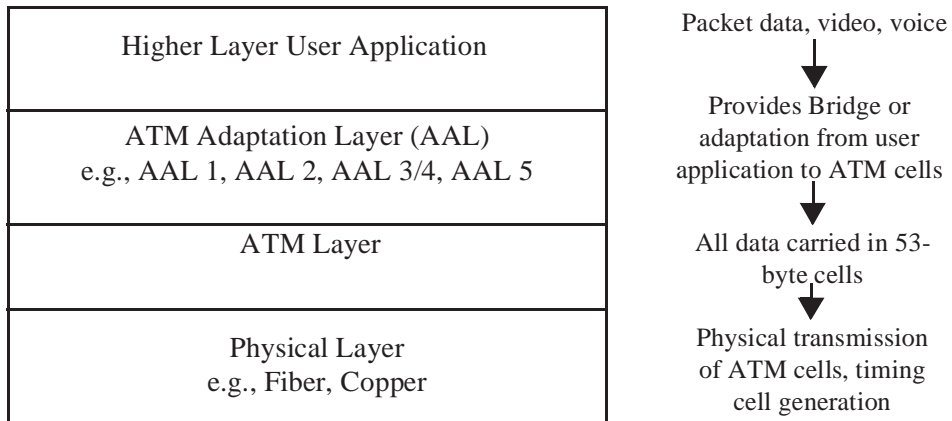 Higher Layer User Application
Packet data, video, voice
ATM Adaptation Layer (AAL)
e.g., AAL 1, AAL 2, AAL 3/4, AAL 5
Provides Bridge or
adaptation from user
application to ATM cells
ATM Layer
All data carried in 53-
byte cells
Physical Layer
e.g., Fiber, Copper
Physical transmission
of ATM cells, timing
cell generation